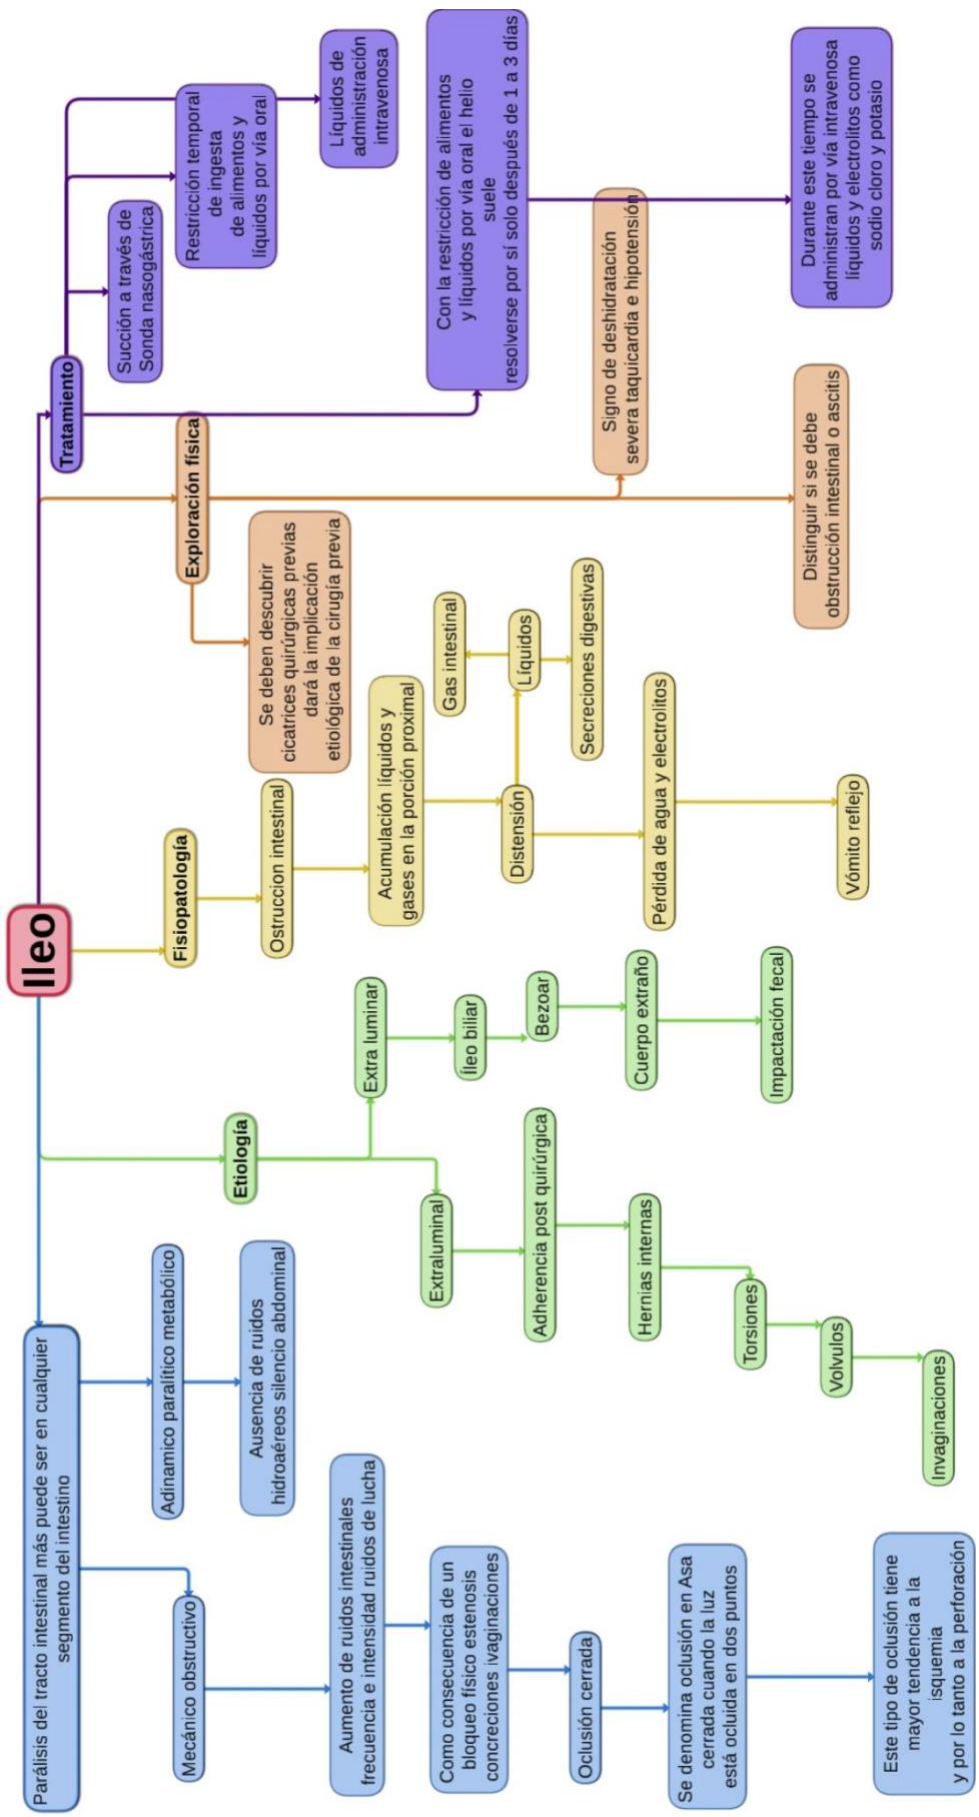 Ileo
Parálisis del tracto intestinal más puede ser en cualquier
segmento del intestino
Mecánico obstructivo
Aumento de ruidos intestinales
frecuencia e intensidad ruidos de lucha
Como consecuencia de un
bloqueo físico estenosis
concreciones ivaginaciones
Oclusión cerrada
Se denomina oclusión en Asa
cerrada cuando la luz
está ocluida en dos puntos
Este tipo de oclusión tiene
mayor tendencia a la
isquemia
y por lo tanto a la perforación
Adinamico paralítico metabólico
Ausencia de ruidos
hidroaéreos silencio abdominal
Etiología
Extraluminal
Adherencia post quirúrgica
Hernias internas
Torsiones
Volvulos
Invaginaciones
Extra luminar
Íleo biliar
Bezoar
Cuerpo extraño
Impactación fecal
Fisiopatología
Ostruccion intestinal
Acumulación líquidos y
gases en la porción proximal
Distensión
Líquidos
Gas intestinal
Secreciones digestivas
Pérdida de agua y electrolitos
Vómito reflejo
Exploración física
Se deben descubrir
cicatrices quirúrgicas previas
dará la implicación
etiológica de la cirugía previa
Signo de deshidratación
severa taquicardia e hipotensión
Distinguir si se debe
obstrucción intestinal o ascitis
Tratamiento
Succión a través de
Sonda nasogástrica
Restricción temporal
de ingesta
de alimentos y
líquidos por vía oral
Líquidos de
administración
intravenosa
Con la restricción de alimentos
y líquidos por vía oral el helio
suele
resolverse por sí solo después de 1 a 3 días
Durante este tiempo se
administran por vía intravenosa
líquidos y electrolitos como
sodio cloro y potasio